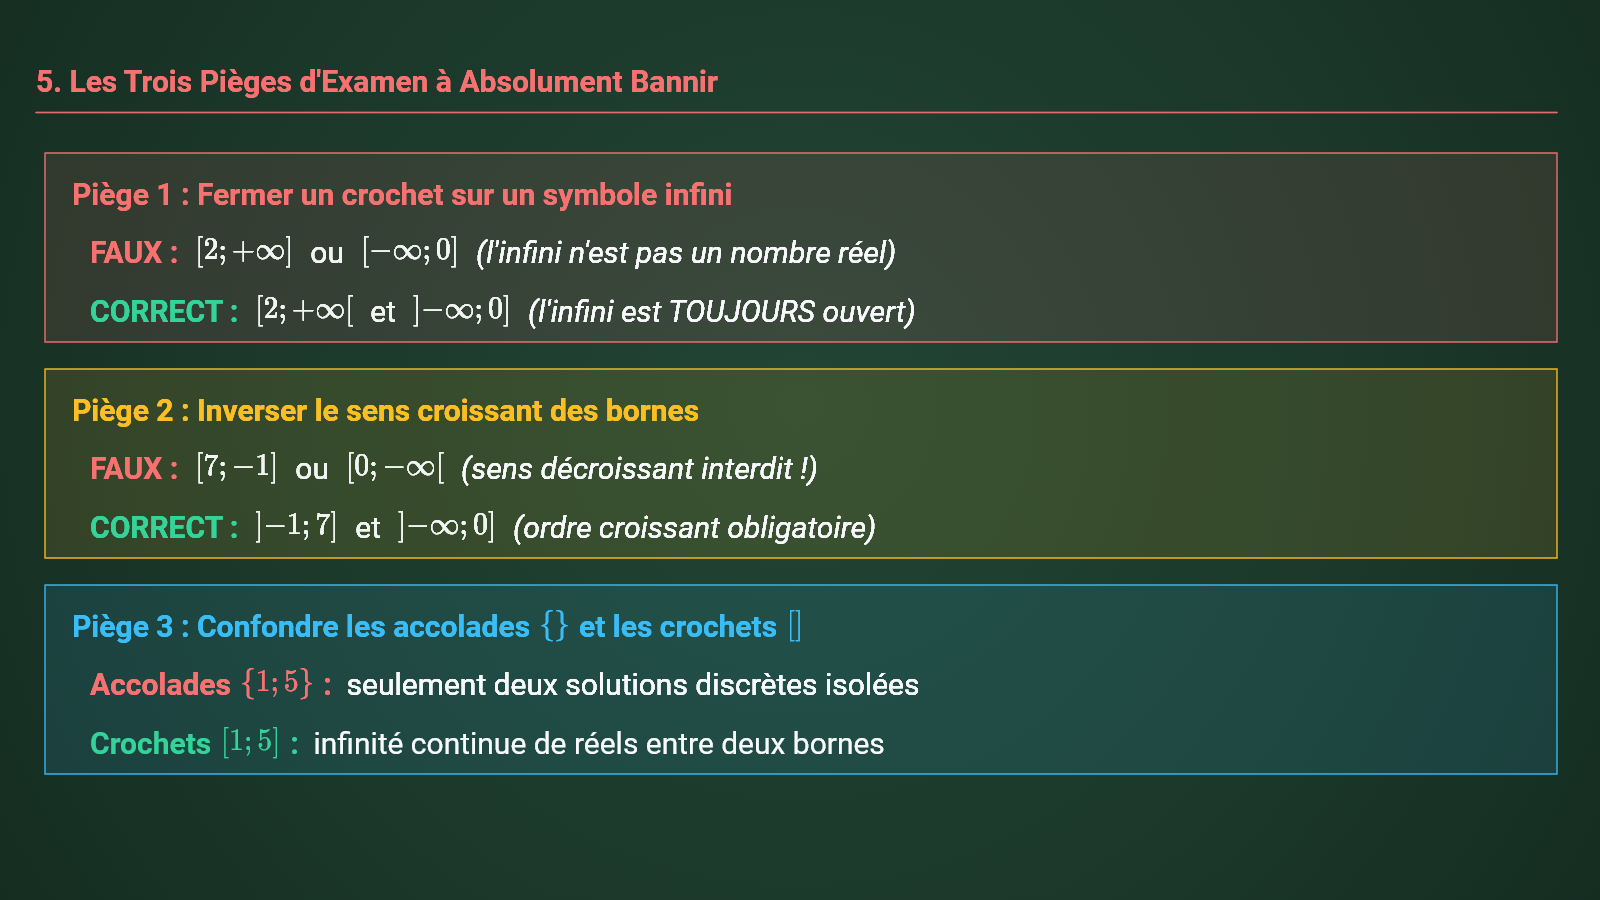 5. Les Trois Pièges d'Examen à Absolument Bannir
Piège 1 : Fermer un crochet sur un symbole infini
FAUX : [2; +∞] ou [−∞; 0] (l'infini n'est pas un nombre réel)
CORRECT : [2; +∞[ et ]−∞; 0] (l'infini est TOUJOURS ouvert)
Piège 2 : Inverser le sens croissant des bornes
FAUX : [7; −1] ou [0; −∞[ (sens décroissant interdit !)
CORRECT : ]−1; 7] et ]−∞; 0] (ordre croissant obligatoire)
Piège 3 : Confondre les accolades {} et les crochets []
Accolades {1; 5} : seulement deux solutions discrètes isolées
Crochets [1; 5] : infinité continue de réels entre deux bornes